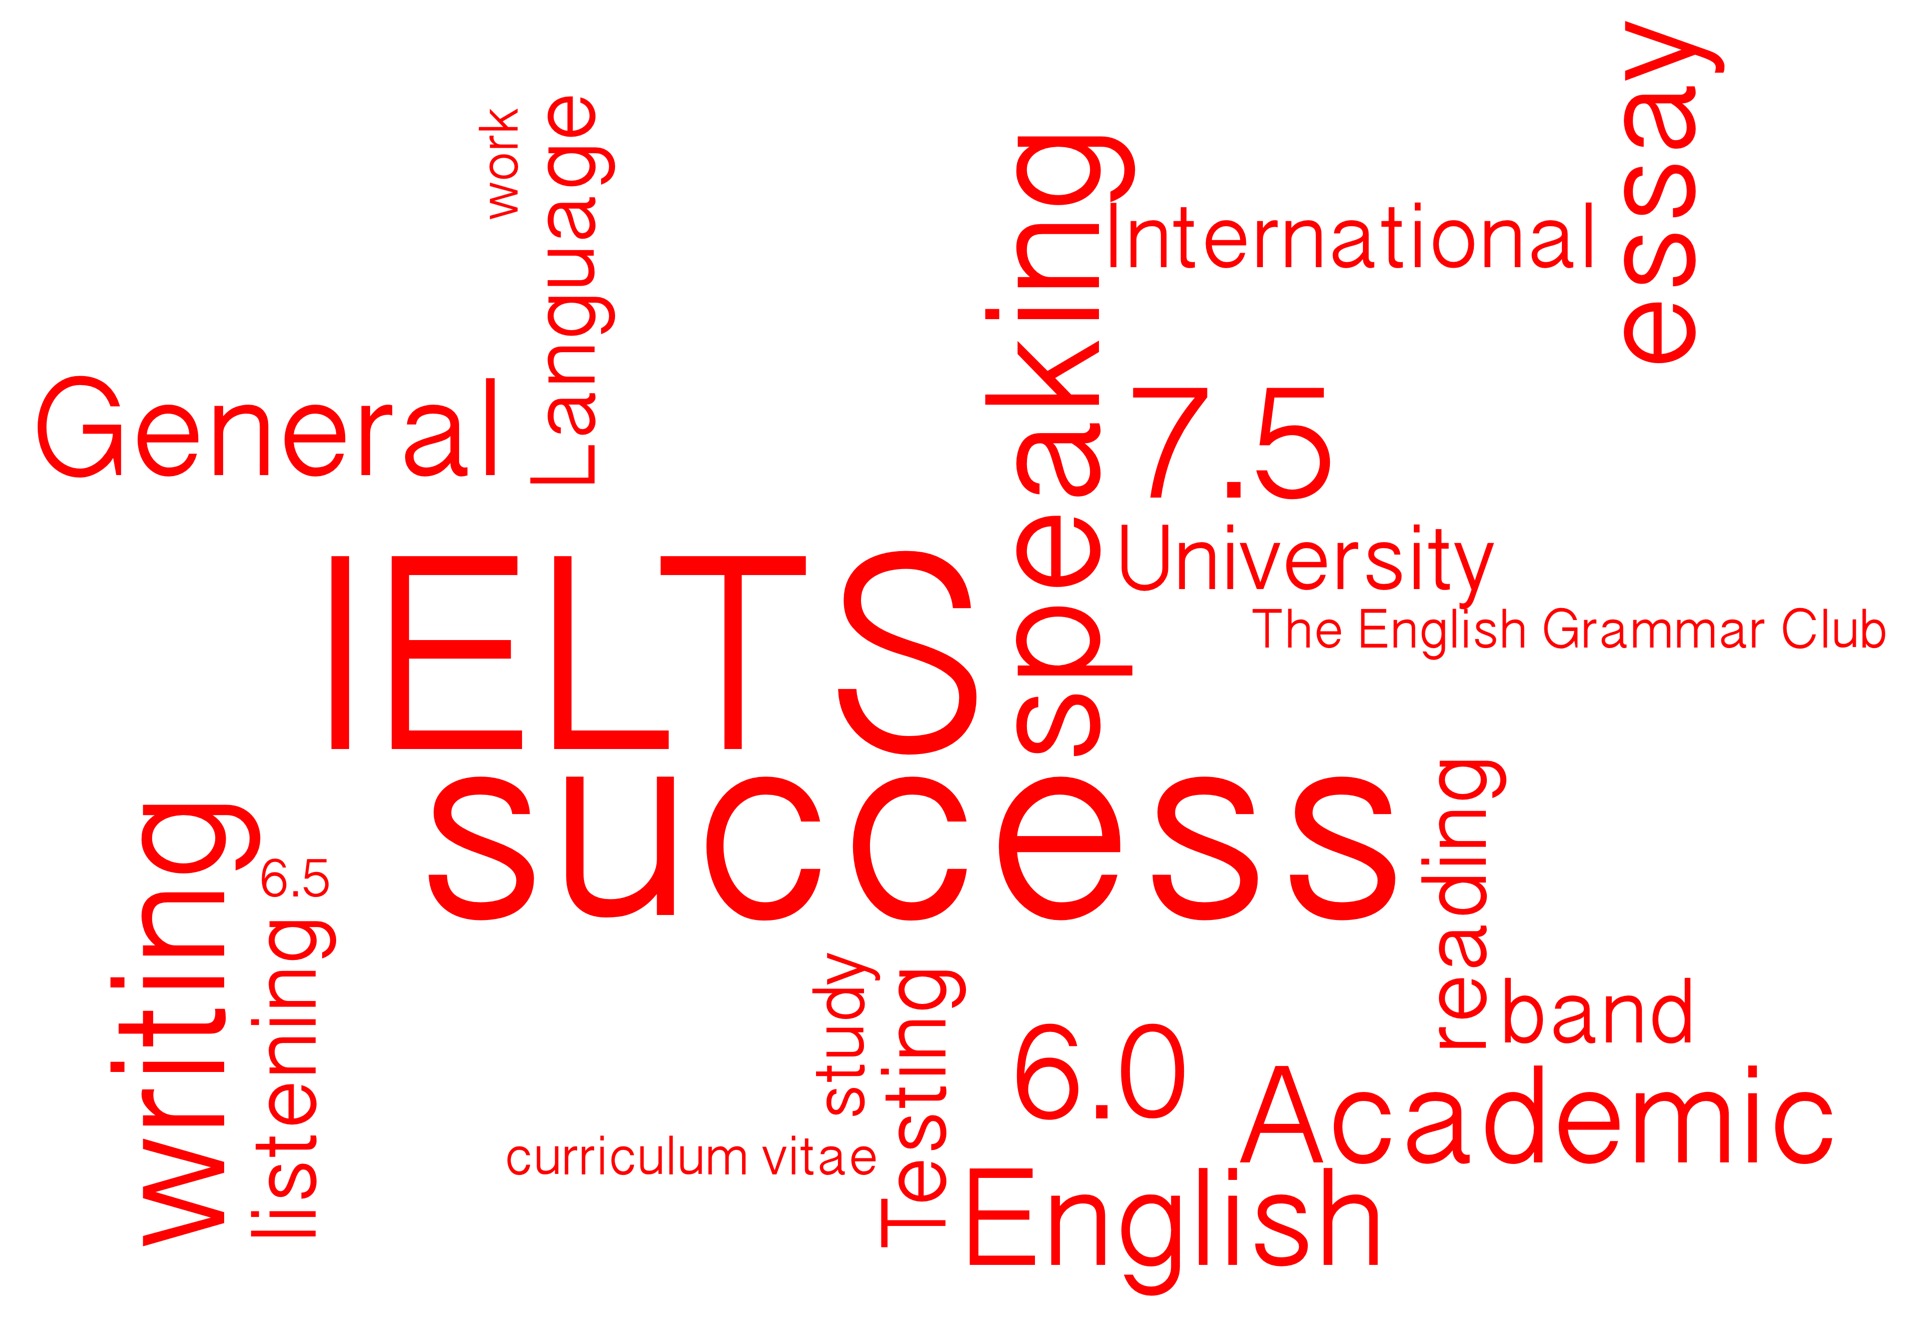 essay
work
Language
speaking
International
General
7.5
University
IELTS
The English Grammar Club
success
reading
writing
6.5
listening
study
Testing
band
6.0
Academic
curriculum vitae
English